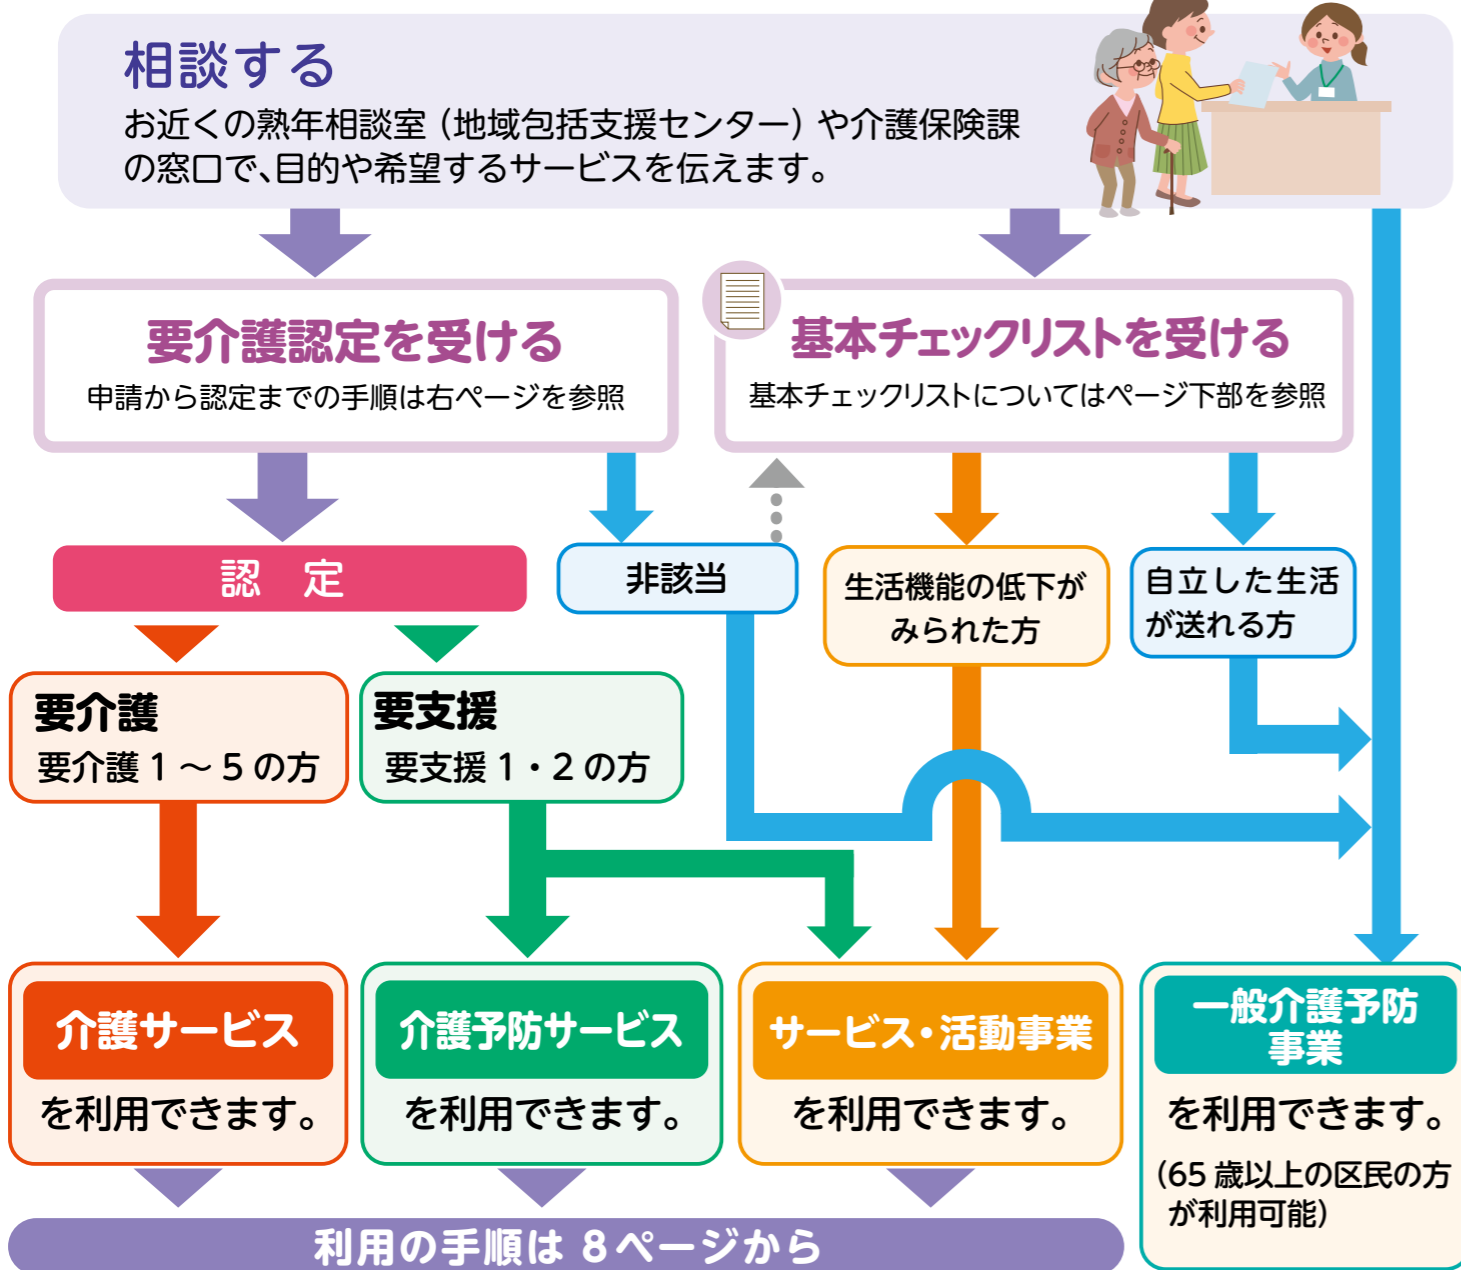 相談する
お近くの熟年相談室（地域包括支援センター）や介護保険課
の窓口で、目的や希望するサービスを伝えます。
要介護認定を受ける
申請から認定までの手順は右ページを参照
基本チェックリストを受ける
基本チェックリストについてはページ下部を参照
認　定
非該当
生活機能の低下が
みられた方
自立した生活
が送れる方
要介護
要介護１～５の方
要支援
要支援１・２の方
介護サービス
を利用できます。
介護予防サービス
を利用できます。
サービス・活動事業
を利用できます。
一般介護予防
事業
を利用できます。
（65歳以上の区民の方
が利用可能）
利用の手順は８ページから